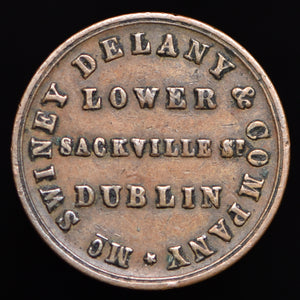 Mc SWINEY DELANY & COMPANY
LOWER
SACKVILLE ST
DUBLIN